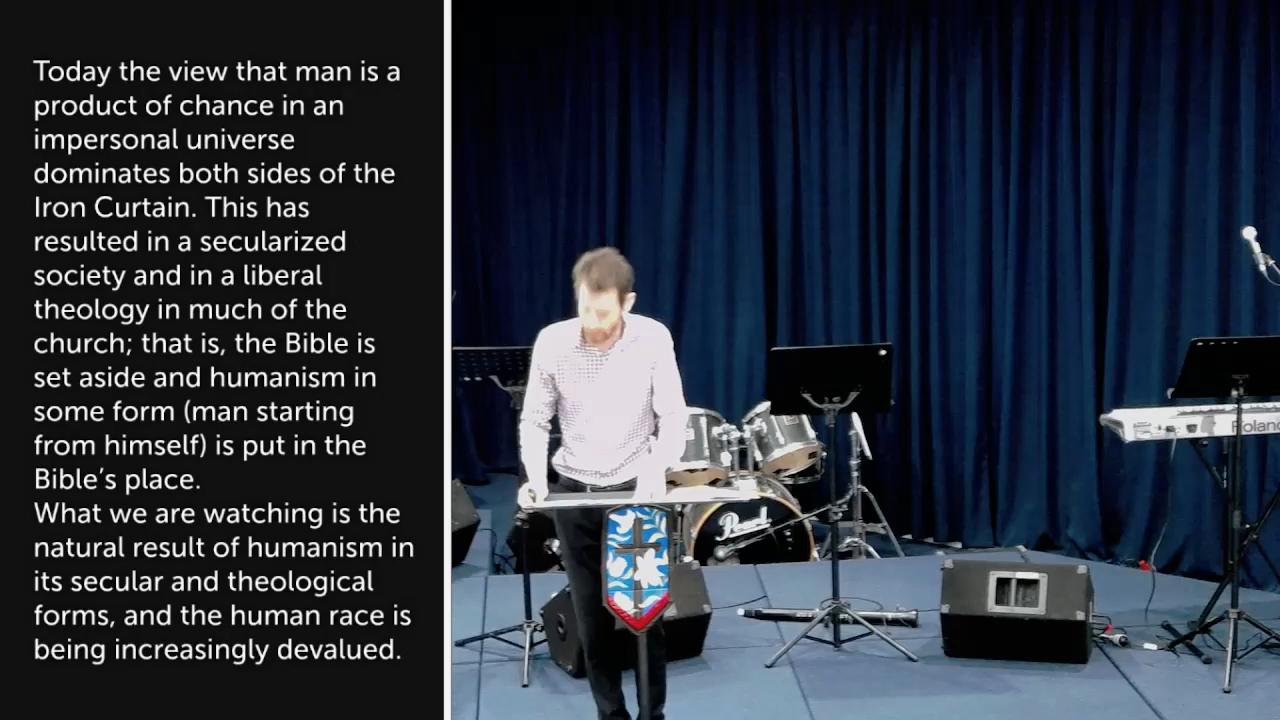 Today the view that man is a
product of chance in an
impersonal universe
dominates both sides of the
Iron Curtain. This has
resulted in a secularized
society and in a liberal
theology in much of the
church; that is, the Bible is
set aside and humanism in
some form (man starting
from himself) is put in the
Bible’s place.
What we are watching is the
natural result of humanism in
its secular and theological
forms, and the human race is
being increasingly devalued.
Pearl
Roland